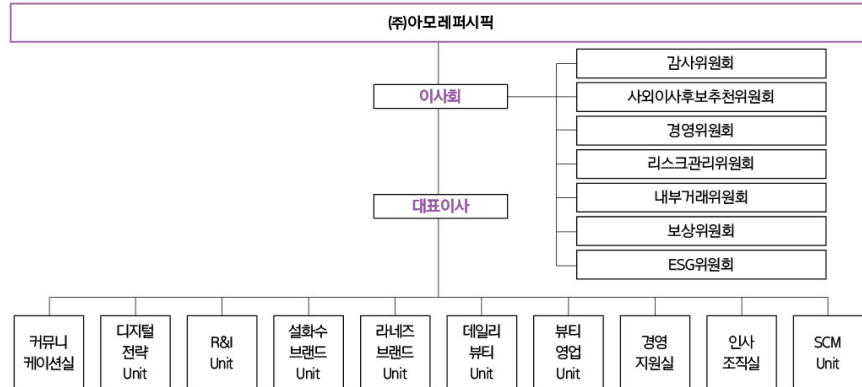 ㈜아모레퍼시픽
감사위원회
이사회
사외이사후보추천위원회
경영위원회
리스크관리위원회
대표이사
내부거래위원회
보상위원회
ESG위원회
커뮤니
케이션실
디지털
전략
Unit
R&I
Unit
설화수
브랜드
Unit
라네즈
브랜드
Unit
데일리
뷰티
Unit
뷰티
영업
Unit
경영
지원실
인사
조직실
SCM
Unit